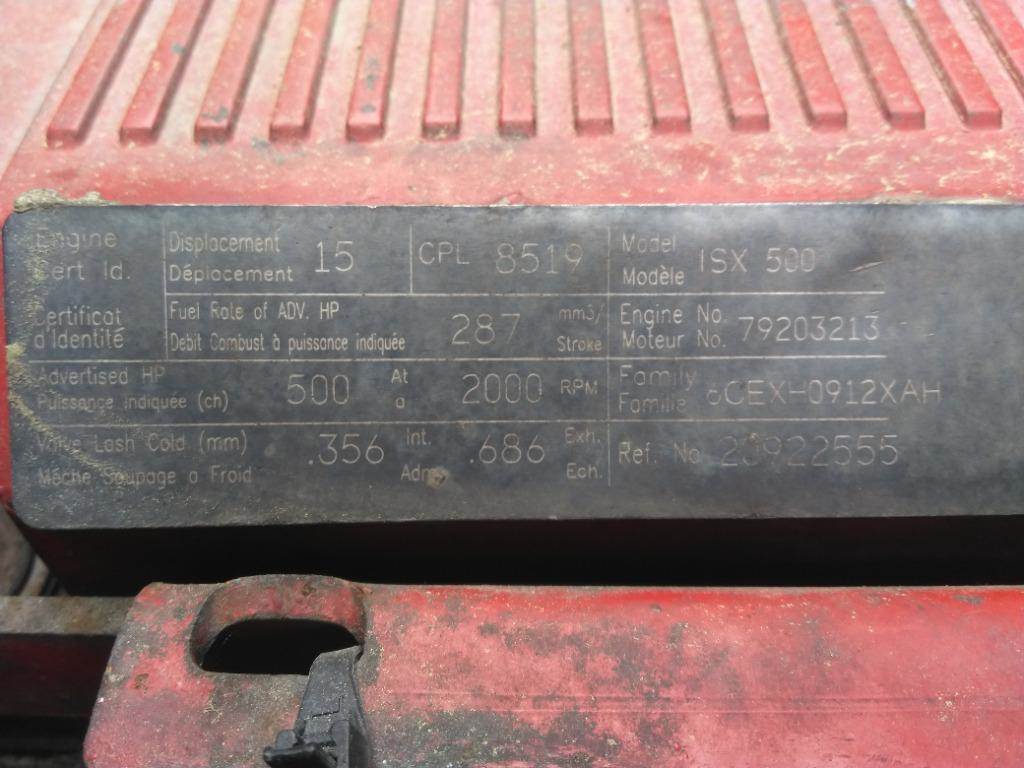 Engine
Cert Id.
Displacement
Déplacement
15
CPL 8519
Model
Modèle
ISX 500
Certificat
d'Identité
Fuel Rate of ADV. HP
Debit Combust à puissance indiquée
287
mm3/
Stroke
Engine No.
Moteur No.
79203213
Advertised HP
Puissance Indiquée (ch)
500
At
a
2000
RPM
Family
Famille
6CEXH0912XAH
Valve Lash Cold (mm)
Mêche Soupage a Froid
.356
Int.
Adm.
.686
Exh.
Ech.
Ref. No
20922555